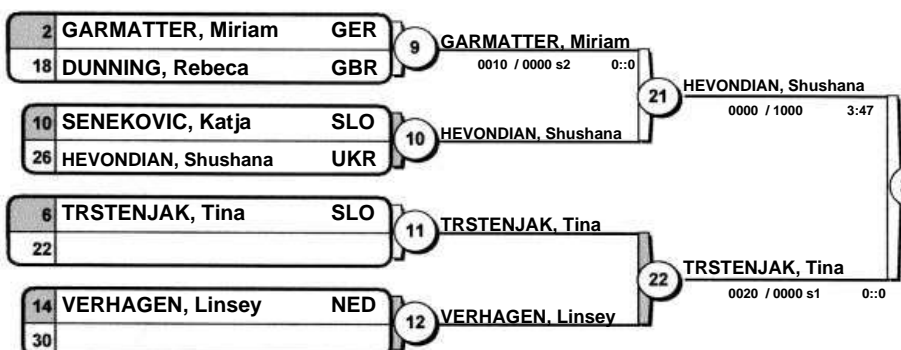 2 GARMATTER, Miriam GER
18 DUNNING, Rebeca GBR
9 GARMATTER, Miriam
0010 / 0000 s2 0::0
10 SENEKOVIC, Katja SLO
26 HEVONDIAN, Shushana UKR
10 HEVONDIAN, Shushana
21 HEVONDIAN, Shushana
0000 / 1000 3:47
6 TRSTENJAK, Tina SLO
22
11 TRSTENJAK, Tina
14 VERHAGEN, Linsey NED
30
12 VERHAGEN, Linsey
22 TRSTENJAK, Tina
0020 / 0000 s1 0::0